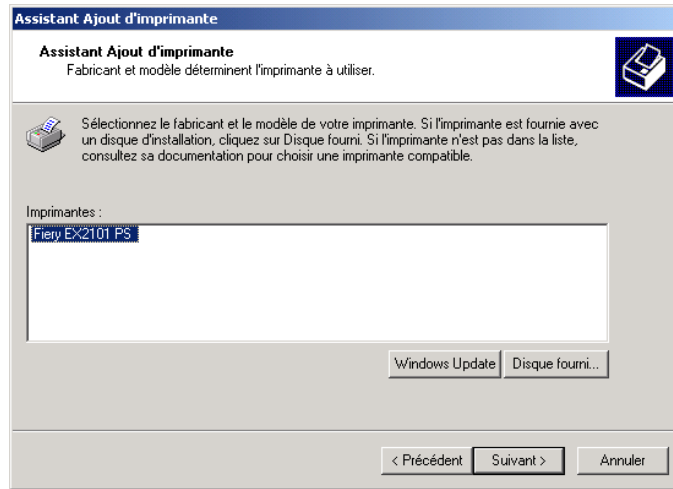 Assistant Ajout d'imprimante
Assistant Ajout d'imprimante
Fabricant et modèle déterminent l'imprimante à utiliser.
Sélectionnez le fabricant et le modèle de votre imprimante. Si l'imprimante est fournie avec
un disque d'installation, cliquez sur Disque fourni. Si l'imprimante n'est pas dans la liste,
consultez sa documentation pour choisir une imprimante compatible.
Imprimantes :
Fiery EX2101 PS
Windows Update
Disque fourni...
< Précédent
Suivant >
Annuler